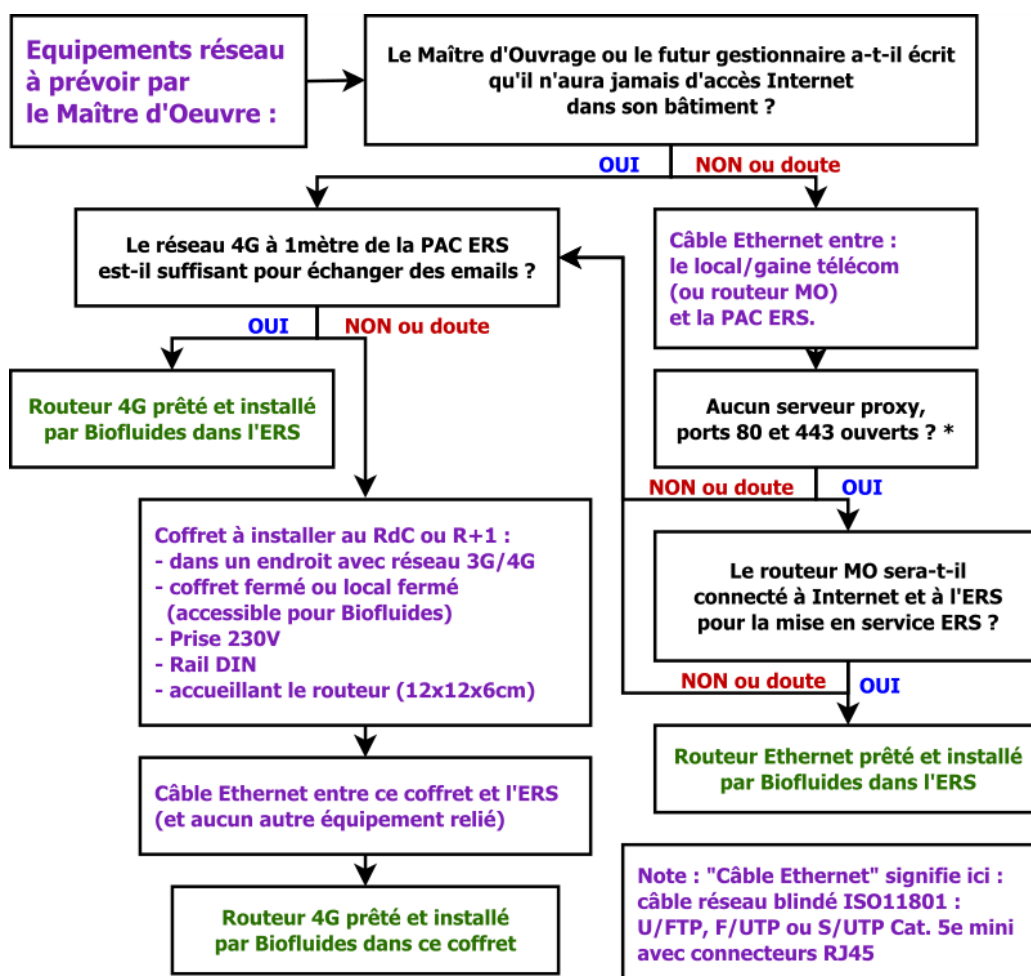 Equipements réseau
à prévoir par
le Maître d'Oeuvre :
Le Maître d'Ouvrage ou le futur gestionnaire a-t-il écrit
qu'il n'aura jamais d'accès Internet
dans son bâtiment ?
OUI
NON ou doute
Le réseau 4G à 1mètre de la PAC ERS
est-il suffisant pour échanger des emails ?
Câble Ethernet entre :
le local/gaine télécom
(ou routeur MO)
et la PAC ERS.
OUI
NON ou doute
Routeur 4G prêté et installé
par Biofluides dans l'ERS
Aucun serveur proxy,
ports 80 et 443 ouverts ? *
NON ou doute
OUI
Coffret à installer au RdC ou R+1 :
- dans un endroit avec réseau 3G/4G
- coffret fermé ou local fermé
(accessible pour Biofluides)
- Prise 230V
- Rail DIN
- accueillant le routeur (12x12x6cm)
Le routeur MO sera-t-il
connecté à Internet et à l'ERS
pour la mise en service ERS ?
NON ou doute
OUI
Routeur Ethernet prêté et installé
par Biofluides dans l'ERS
Câble Ethernet entre ce coffret et l'ERS
(et aucun autre équipement relié)
Routeur 4G prêté et installé
par Biofluides dans ce coffret
Note : "Câble Ethernet" signifie ici :
câble réseau blindé ISO11801 :
U/FTP, F/UTP ou S/UTP Cat. 5e mini
avec connecteurs RJ45